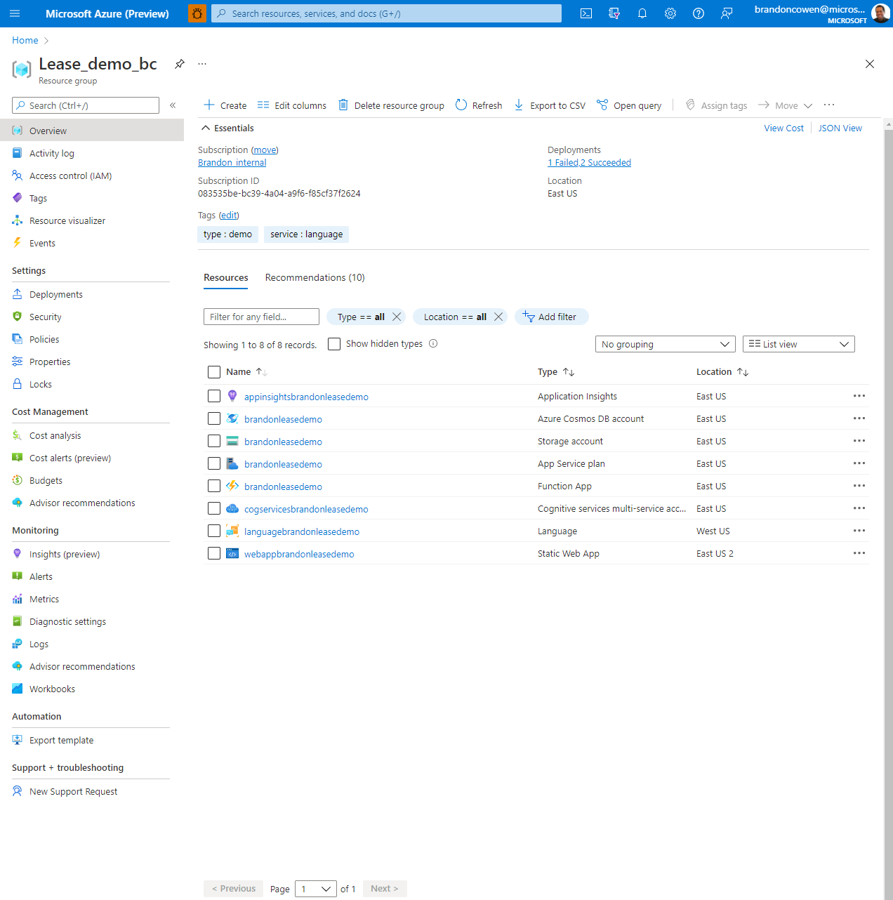 Microsoft Azure (Preview)
Search resources, services, and docs (G+/)
brandoncowen@micros...
MICROSOFT
Home
Lease_demo_bc
Resource group
Search (Ctrl+/)
Overview
Activity log
Access control (IAM)
Tags
Resource visualizer
Events
Settings
Deployments
Security
Policies
Properties
Locks
Cost Management
Cost analysis
Cost alerts (preview)
Budgets
Advisor recommendations
Monitoring
Insights (preview)
Alerts
Metrics
Diagnostic settings
Logs
Advisor recommendations
Workbooks
Automation
Export template
Support + troubleshooting
New Support Request
Create Edit columns Delete resource group Refresh Export to CSV Open query Assign tags Move
Essentials View Cost JSON View
Subscription (move) Deployments
Brandon internal 1 Failed,2 Succeeded
Subscription ID Location
083535be-bc39-4a04-a9f6-f85cf37f2624 East US
Tags (edit)
type : demo service : language
Resources Recommendations (10)
Filter for any field... Type == all Location == all Add filter
Showing 1 to 8 of 8 records. Show hidden types No grouping List view
Name Type Location
appinsightsbrandonleasedemo Application Insights East US
brandonleasedemo Azure Cosmos DB account East US
brandonleasedemo Storage account East US
brandonleasedemo App Service plan East US
brandonleasedemo Function App East US
cogservicesbrandonleasedemo Cognitive services multi-service acc... East US
languagebrandonleasedemo Language West US
webappbrandonleasedemo Static Web App East US 2
< Previous Page 1 of 1 Next >